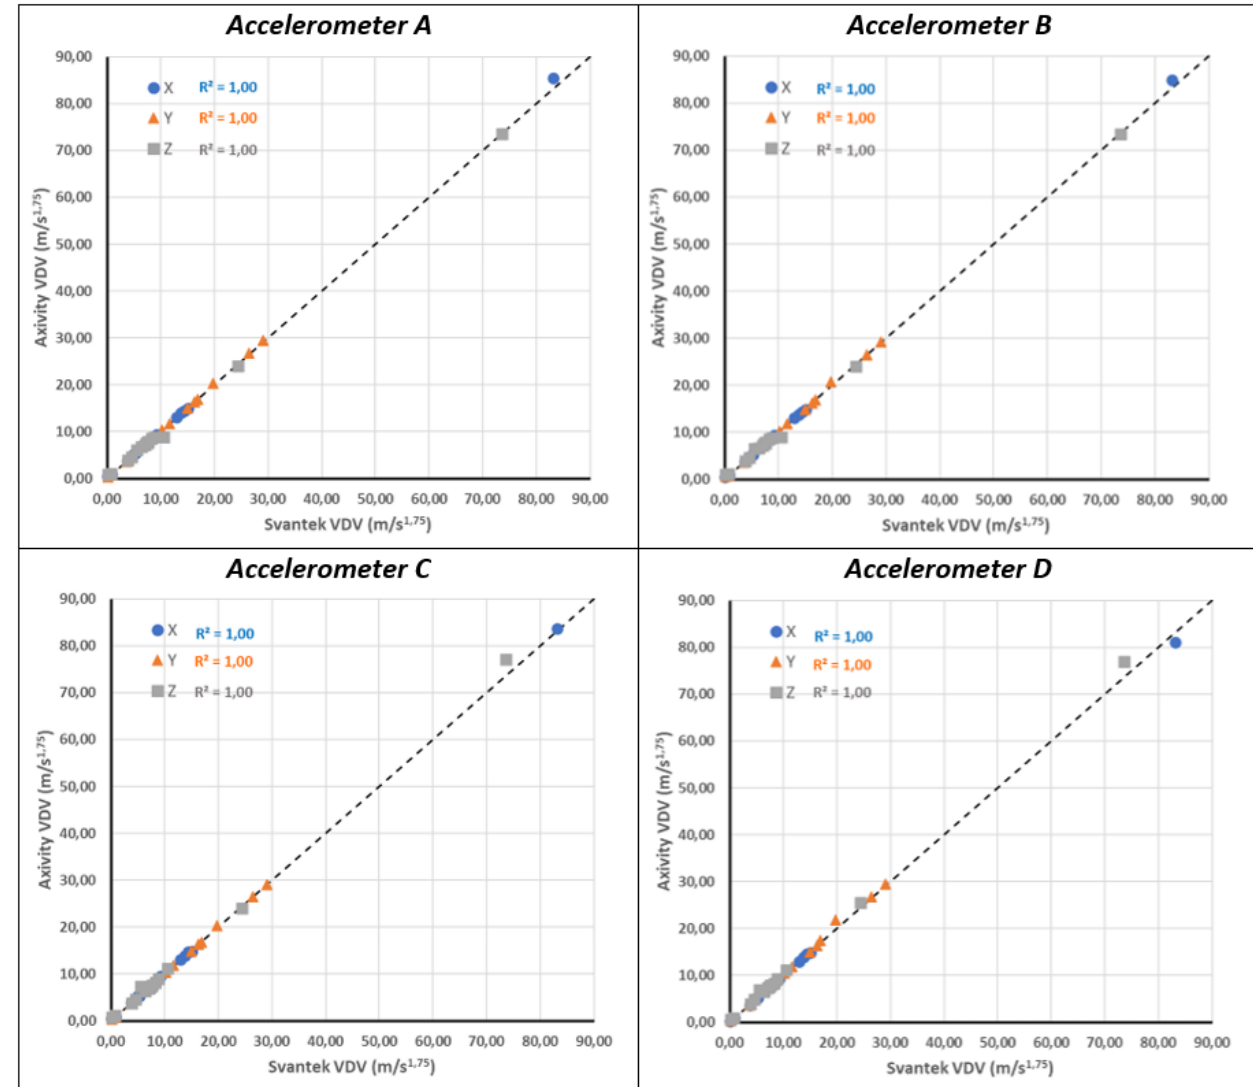 Accelerometer A
90,00
80,00
70,00
60,00
50,00
40,00
30,00
20,00
10,00
0,00
Axivity VDV (m/s¹,⁷⁵)
X R² = 1,00
Y R² = 1,00
Z R² = 1,00
0,00 10,00 20,00 30,00 40,00 50,00 60,00 70,00 80,00 90,00
Svantek VDV (m/s¹,⁷⁵)
Accelerometer B
90,00
80,00
70,00
60,00
50,00
40,00
30,00
20,00
10,00
0,00
Axivity VDV (m/s¹,⁷⁵)
X R² = 1,00
Y R² = 1,00
Z R² = 1,00
0,00 10,00 20,00 30,00 40,00 50,00 60,00 70,00 80,00 90,00
Svantek VDV (m/s¹,⁷⁵)
Accelerometer C
90,00
80,00
70,00
60,00
50,00
40,00
30,00
20,00
10,00
0,00
Axivity VDV (m/s¹,⁷⁵)
X R² = 1,00
Y R² = 1,00
Z R² = 1,00
0,00 10,00 20,00 30,00 40,00 50,00 60,00 70,00 80,00 90,00
Svantek VDV (m/s¹,⁷⁵)
Accelerometer D
90,00
80,00
70,00
60,00
50,00
40,00
30,00
20,00
10,00
0,00
Axivity VDV (m/s¹,⁷⁵)
X R² = 1,00
Y R² = 1,00
Z R² = 1,00
0,00 10,00 20,00 30,00 40,00 50,00 60,00 70,00 80,00 90,00
Svantek VDV (m/s¹,⁷⁵)